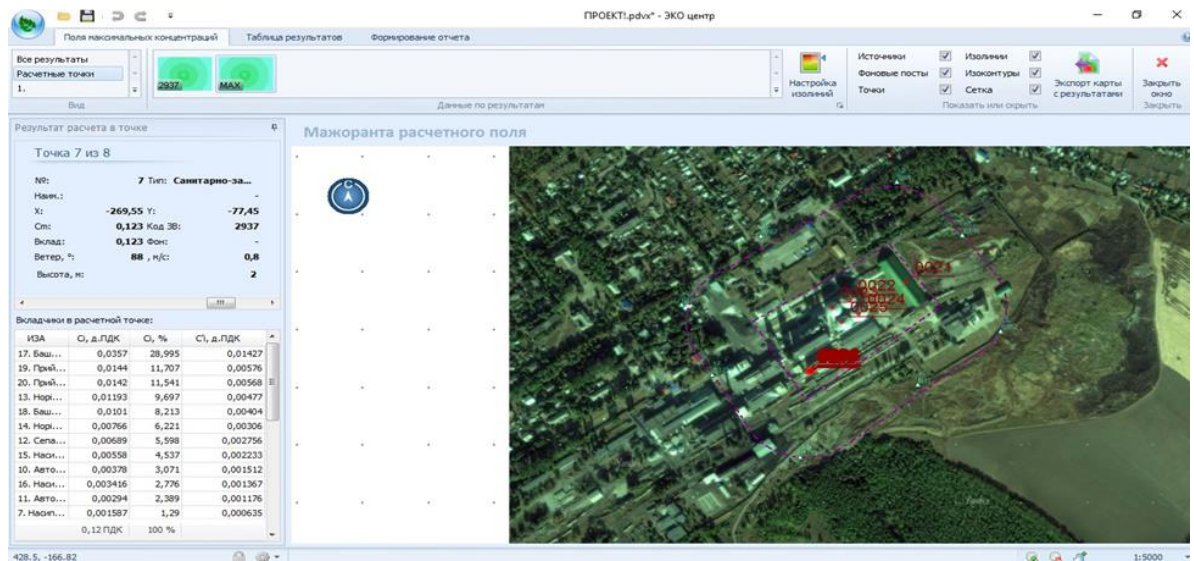 ПРОЕКТ!.pdvx* - ЭКО центр
Поля максимальных концентраций Таблица результатов Формирование отчета
Все результаты
Расчетные точки
1.
Вид
2937 MAX
Данные по результатам
Настройка изолиний
Источники Изолинии
Фоновые посты Изоконтуры
Точки Сетка
Показать или скрыть
Экспорт карты с результатами
Закрыть окно
Закрыть
Результат расчета в точке
Точка 7 из 8
№: 7 Тип: Санитарно-за...
Наим.: -
X: -269,55 Y: -77,45
Cm: 0,123 Код ЗВ: 2937
Вклад: 0,123 Фон: -
Ветер, °: 88 , м/с: 0,8
Высота, м: 2
Вкладчики в расчетной точке:
ИЗА Ci, д.ПДК Ci, % C'i, д.ПДК
17. Баш... 0,0357 28,995 0,01427
19. Прий... 0,0144 11,707 0,00576
20. Прий... 0,0142 11,541 0,00568
13. Норі... 0,01193 9,697 0,00477
18. Баш... 0,0101 8,213 0,00404
14. Норі... 0,00766 6,221 0,00306
12. Сепа... 0,00689 5,598 0,002756
15. Наси... 0,00558 4,537 0,002233
10. Авто... 0,00378 3,071 0,001512
16. Наси... 0,003416 2,776 0,001367
11. Авто... 0,00294 2,389 0,001176
7. Насип... 0,001587 1,29 0,000635
0,12 ПДК 100 %
Мажоранта расчетного поля
С
0021
0022
0024
0025
428.5, -166.82
1:5000